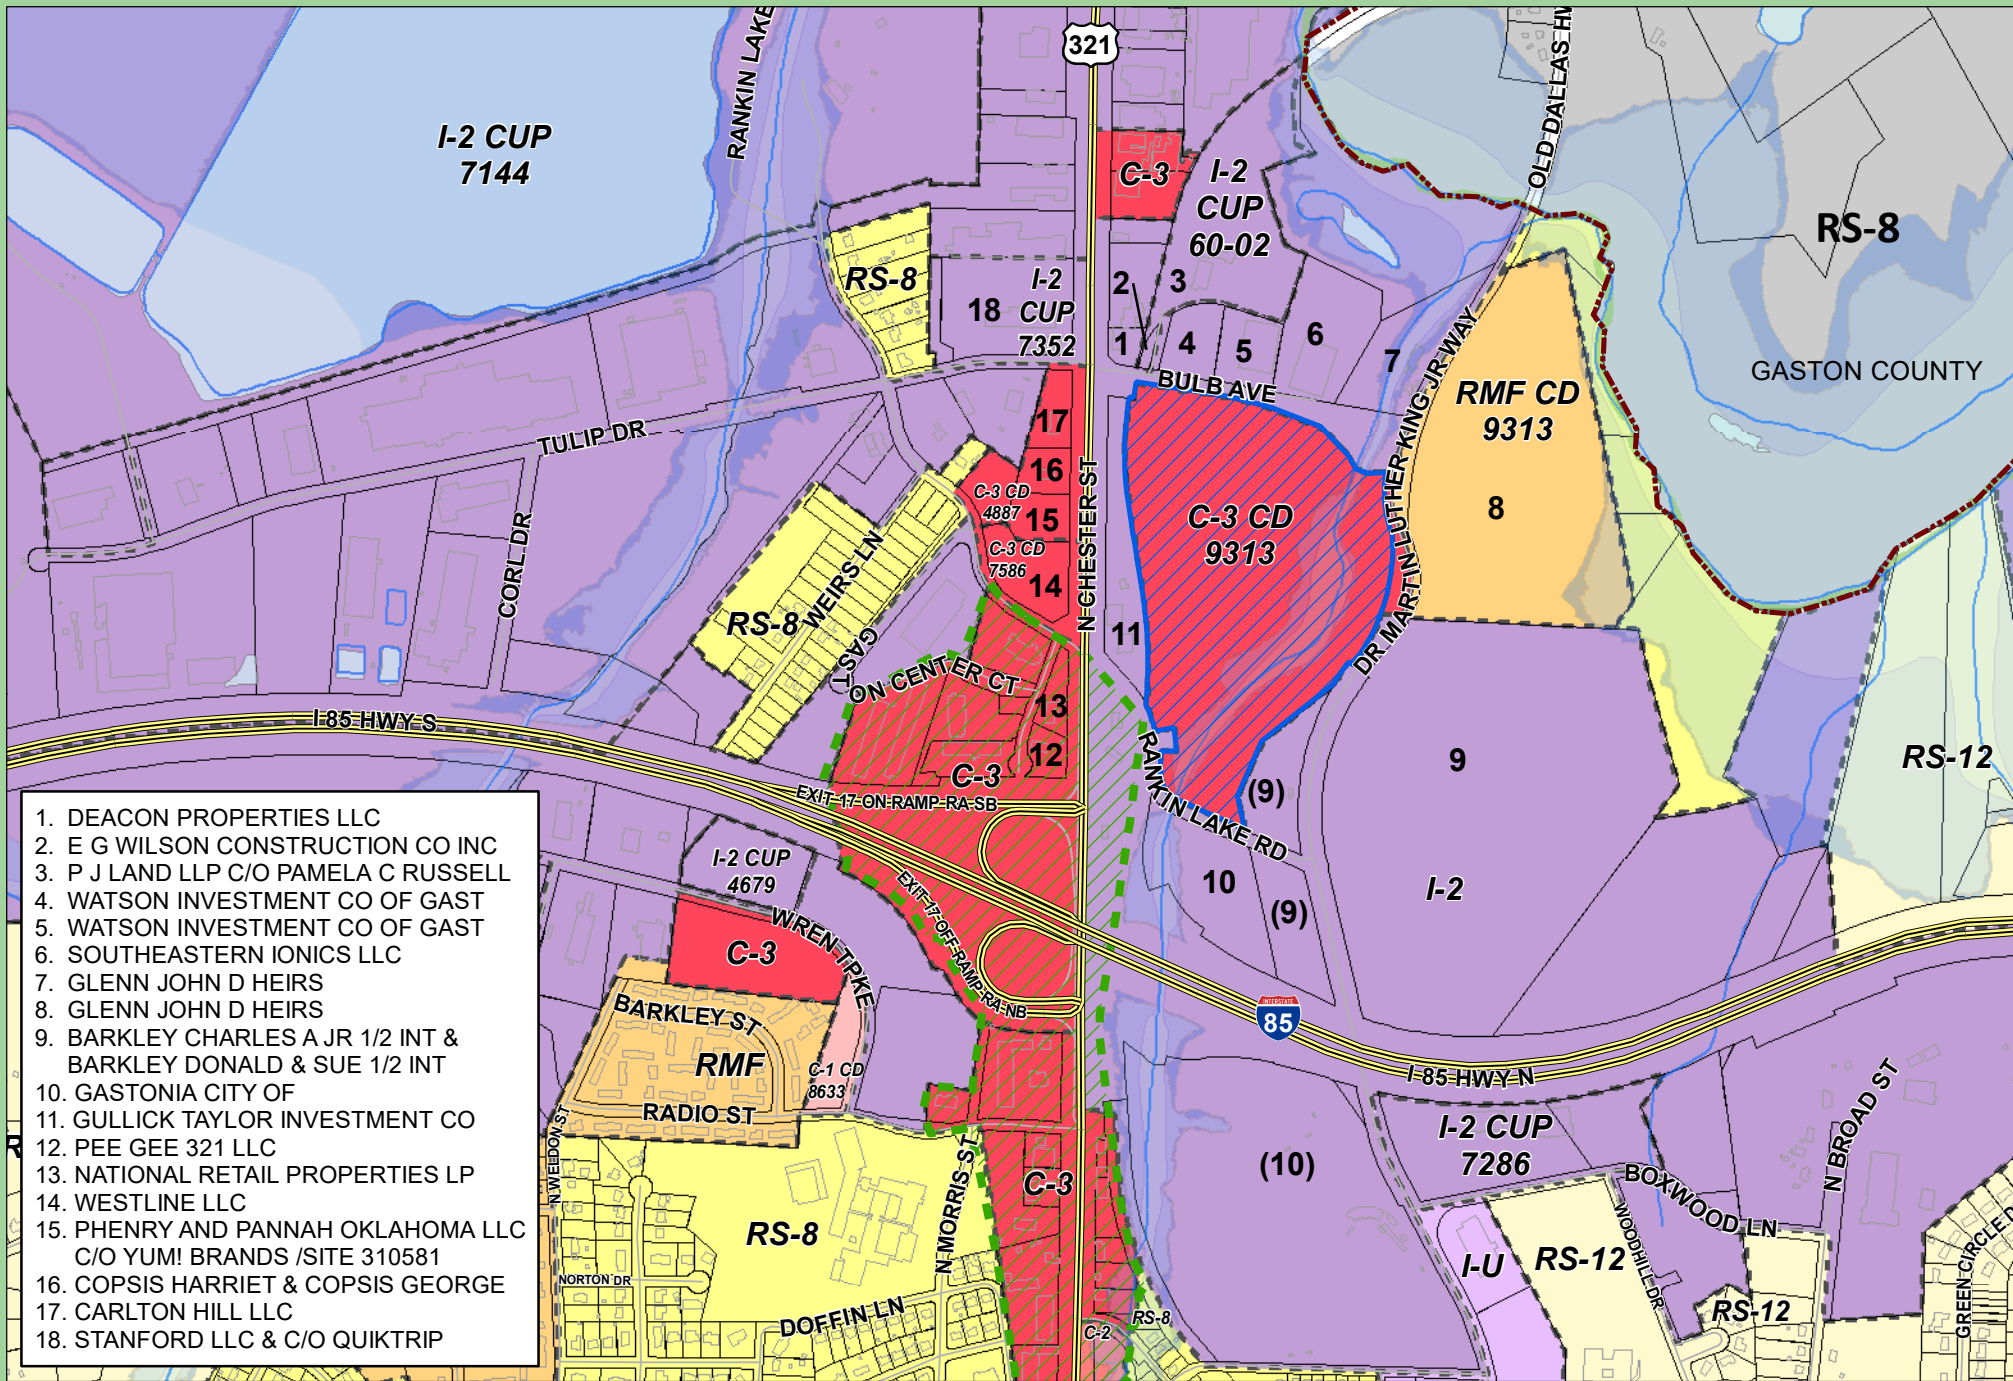 321
RANKIN LAKE
OLD DALLAS HW
I-2 CUP
7144
C-3
I-2
CUP
60-02
RS-8
RS-8
I-2
CUP
7352
18
2
3
1
4
5
6
7
GASTON COUNTY
BULB AVE
RMF CD
9313
8
TULIP DR
17
16
C-3 CD
4887
15
C-3 CD
7586
14
N CHESTER ST
C-3 CD
9313
DR MARTIN LUTHER KING JR WAY
CORL DR
WEIRS LN
RS-8
GASTON CENTER CT
11
13
12
I 85 HWY S
C-3
EXIT 17 ON RAMP RA SB
RANKIN LAKE RD
(9)
9
RS-12
I-2 CUP
4679
10
(9)
I-2
EXIT 17 OFF RAMP RA NB
WREN TPKE
C-3
BARKLEY ST
RMF
C-1 CD
8633
RADIO ST
INTERSTATE
85
I 85 HWY N
I-2 CUP
7286
N BROAD ST
BOXWOOD LN
(10)
C-3
N WELDON ST
N MORRIS ST
RS-8
NORTON DR
DOFFIN LN
C-2
RS-8
I-U
RS-12
WOODHILL DR
RS-12
GREEN CIRCLE D
R
1. DEACON PROPERTIES LLC
2. E G WILSON CONSTRUCTION CO INC
3. P J LAND LLP C/O PAMELA C RUSSELL
4. WATSON INVESTMENT CO OF GAST
5. WATSON INVESTMENT CO OF GAST
6. SOUTHEASTERN IONICS LLC
7. GLENN JOHN D HEIRS
8. GLENN JOHN D HEIRS
9. BARKLEY CHARLES A JR 1/2 INT &
BARKLEY DONALD & SUE 1/2 INT
10. GASTONIA CITY OF
11. GULLICK TAYLOR INVESTMENT CO
12. PEE GEE 321 LLC
13. NATIONAL RETAIL PROPERTIES LP
14. WESTLINE LLC
15. PHENRY AND PANNAH OKLAHOMA LLC
C/O YUM! BRANDS /SITE 310581
16. COPSIS HARRIET & COPSIS GEORGE
17. CARLTON HILL LLC
18. STANFORD LLC & C/O QUIKTRIP